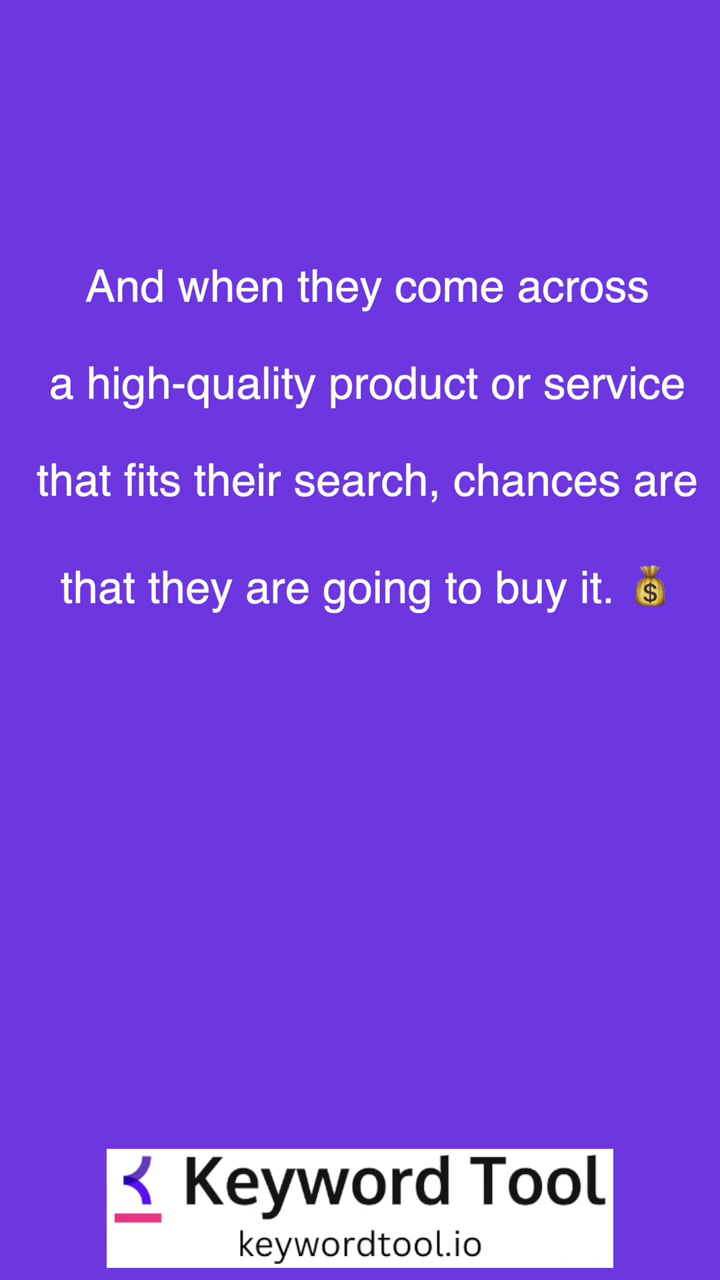 And when they come across
a high-quality product or service
that fits their search, chances are
that they are going to buy it. 💰
Keyword Tool
keywordtool.io